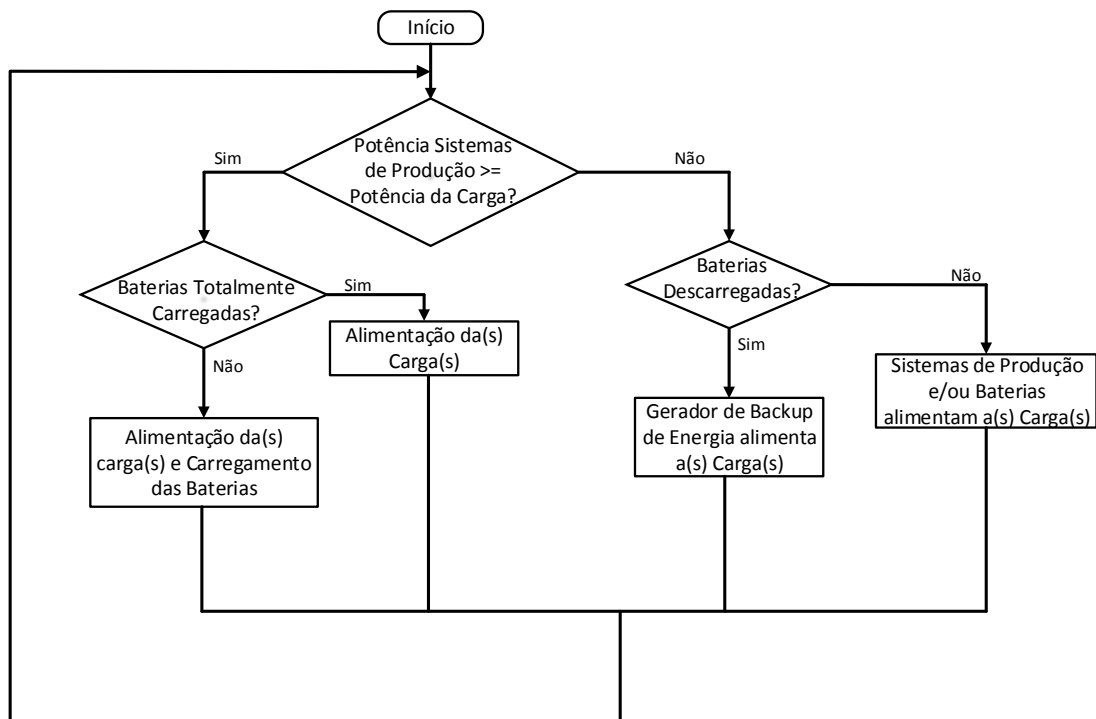 Início
Potência Sistemas
de Produção >=
Potência da Carga?
Sim
Não
Baterias Totalmente
Carregadas?
Sim
Não
Baterias
Descarregadas?
Não
Sim
Alimentação da(s)
Carga(s)
Sistemas de Produção
e/ou Baterias
alimentam a(s) Carga(s)
Gerador de Backup
de Energia alimenta
a(s) Carga(s)
Alimentação da(s)
carga(s) e Carregamento
das Baterias